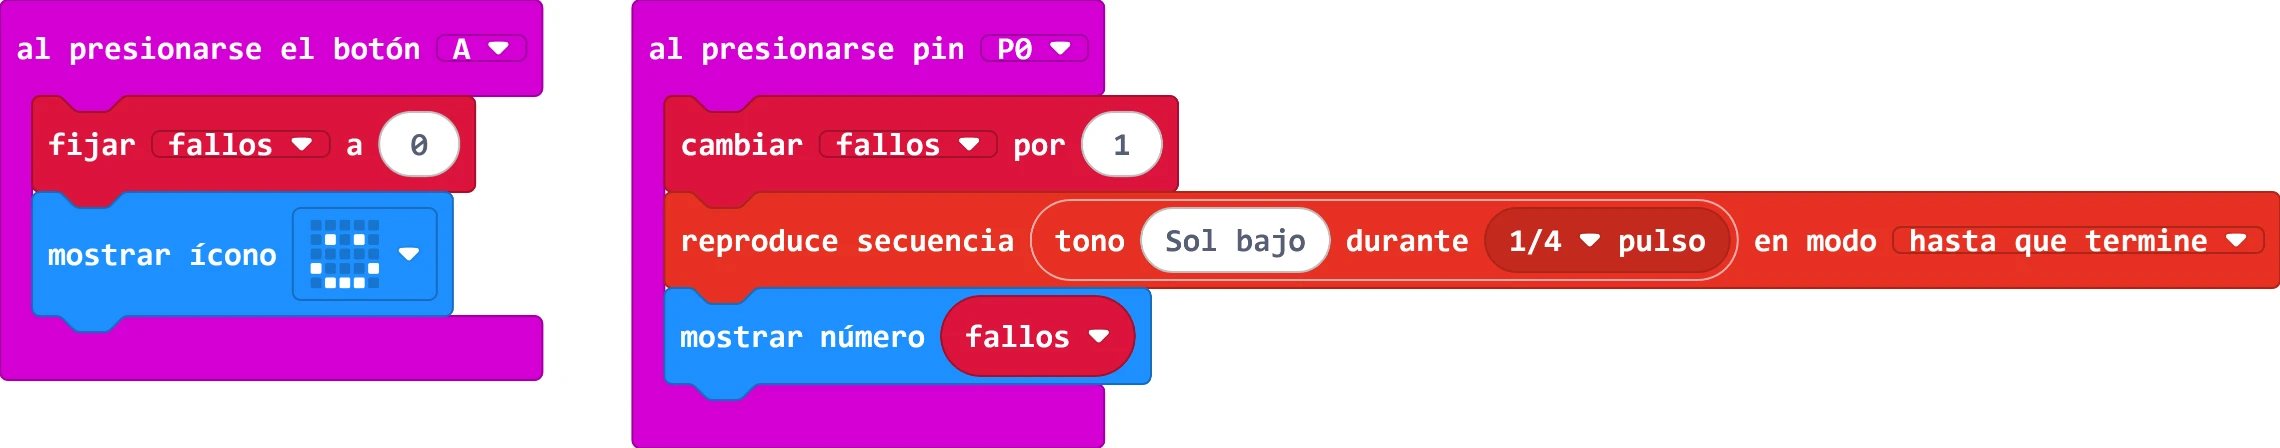 al presionarse el botón A
fijar fallos a 0
mostrar ícono
al presionarse pin P0
cambiar fallos por 1
reproduce secuencia tono Sol bajo durante 1/4 pulso en modo hasta que termine
mostrar número fallos